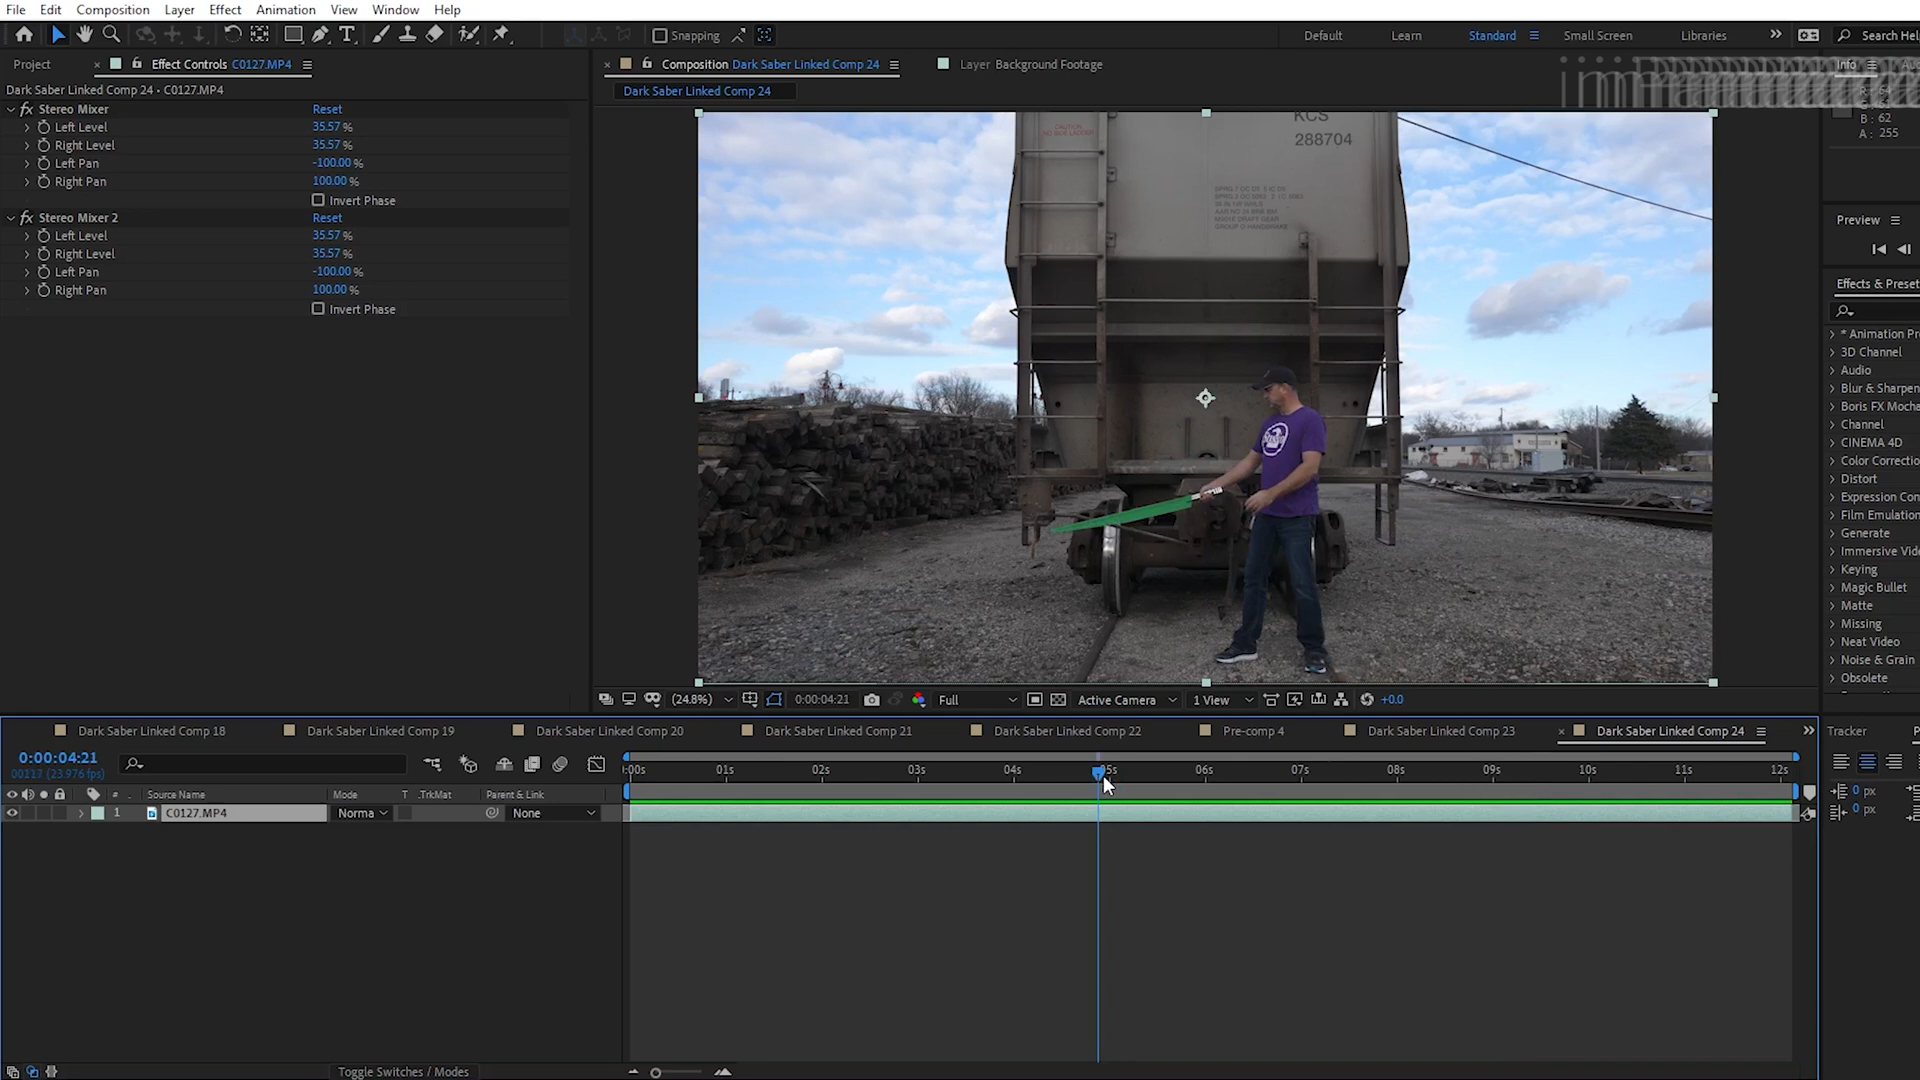 File Edit Composition Layer Effect Animation View Window Help
Snapping
Default Learn Standard Small Screen Libraries Search Hel
Project Effect Controls C0127.MP4
Dark Saber Linked Comp 24 • C0127.MP4
fx Stereo Mixer Reset
Left Level 35.57 %
Right Level 35.57 %
Left Pan -100.00 %
Right Pan 100.00 %
Invert Phase
fx Stereo Mixer 2 Reset
Left Level 35.57 %
Right Level 35.57 %
Left Pan -100.00 %
Right Pan 100.00 %
Invert Phase
Composition Dark Saber Linked Comp 24 Layer Background Footage
Dark Saber Linked Comp 24
KCS
288704
CAUTION
(24.8%) 0:00:04:21 Full Active Camera 1 View +0.0
Info
B: 62
A: 255
Preview
Effects & Preset
* Animation Pre
3D Channel
Audio
Blur & Sharpen
Boris FX Mocha
Channel
CINEMA 4D
Color Correctio
Distort
Expression Con
Film Emulation
Generate
Immersive Vide
Keying
Magic Bullet
Matte
Missing
Neat Video
Noise & Grain
Obsolete
Dark Saber Linked Comp 18 Dark Saber Linked Comp 19 Dark Saber Linked Comp 20 Dark Saber Linked Comp 21 Dark Saber Linked Comp 22 Pre-comp 4 Dark Saber Linked Comp 23 Dark Saber Linked Comp 24
0:00:04:21
00117 (23.976 fps)
:00s 01s 02s 03s 04s 05s 06s 07s 08s 09s 10s 11s 12s
# Source Name Mode T .TrkMat Parent & Link
1 C0127.MP4 Norma None
Toggle Switches / Modes
Tracker P
0 px
0 px